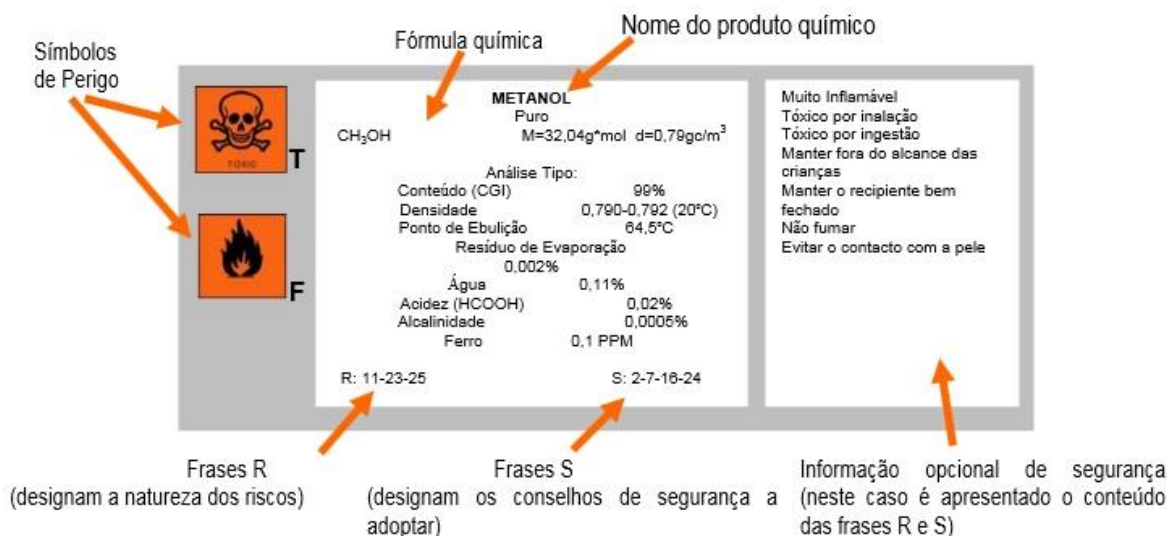 Símbolos
de Perigo
Fórmula química
Nome do produto químico
TOXIC
T
F
METANOL
Puro
CH₃OH M=32,04g*mol d=0,79gc/m³
Análise Tipo:
Conteúdo (CGI) 99%
Densidade 0,790-0,792 (20ºC)
Ponto de Ebulição 64,5ºC
Resíduo de Evaporação
0,002%
Água 0,11%
Acidez (HCOOH) 0,02%
Alcalinidade 0,0005%
Ferro 0,1 PPM
R: 11-23-25 S: 2-7-16-24
Muito Inflamável
Tóxico por inalação
Tóxico por ingestão
Manter fora do alcance das
crianças
Manter o recipiente bem
fechado
Não fumar
Evitar o contacto com a pele
Frases R
(designam a natureza dos riscos)
Frases S
(designam os conselhos de segurança a
adoptar)
Informação opcional de segurança
(neste caso é apresentado o conteúdo
das frases R e S)